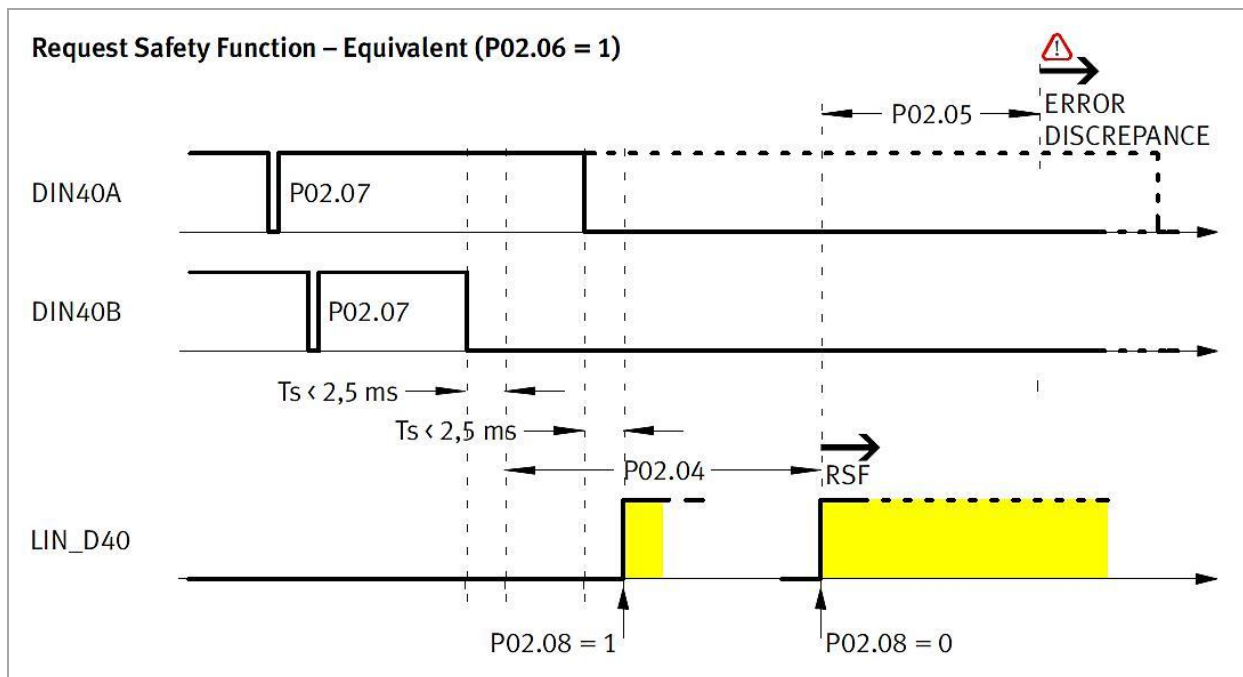 Request Safety Function – Equivalent (P02.06 = 1)
P02.05
ERROR
DISCREPANCE
DIN40A
P02.07
DIN40B
P02.07
Ts < 2,5 ms
Ts < 2,5 ms
P02.04
RSF
LIN_D40
P02.08 = 1
P02.08 = 0